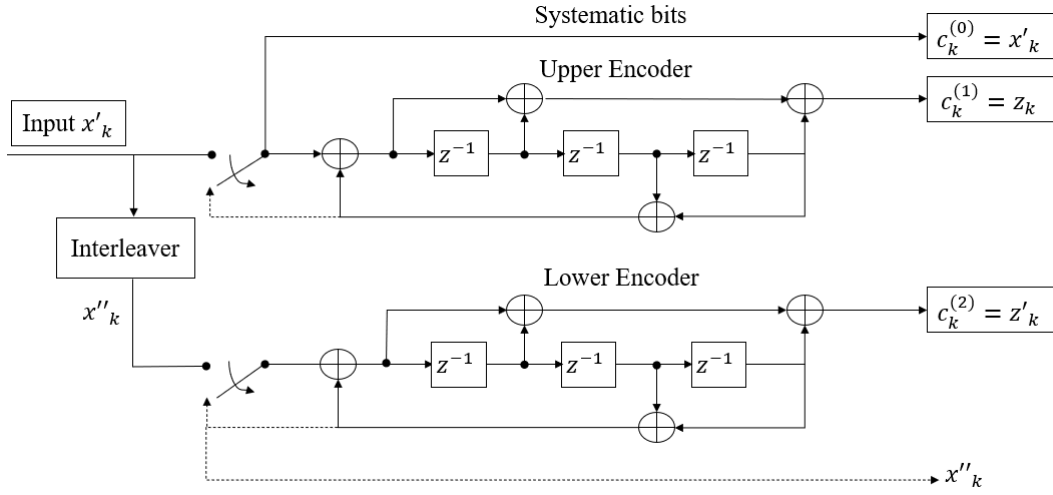 Systematic bits
c_k^{(0)} = x'_k
Upper Encoder
c_k^{(1)} = z_k
Input x'_k
z^{-1}
z^{-1}
z^{-1}
Interleaver
Lower Encoder
x''_k
c_k^{(2)} = z'_k
z^{-1}
z^{-1}
z^{-1}
x''_k